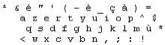 ² & é " ' ( - è _ ç à ) =
a z e r t y u i o p ^ $
q s d f g h j k l m ù *
< w x c v b n , ; : !